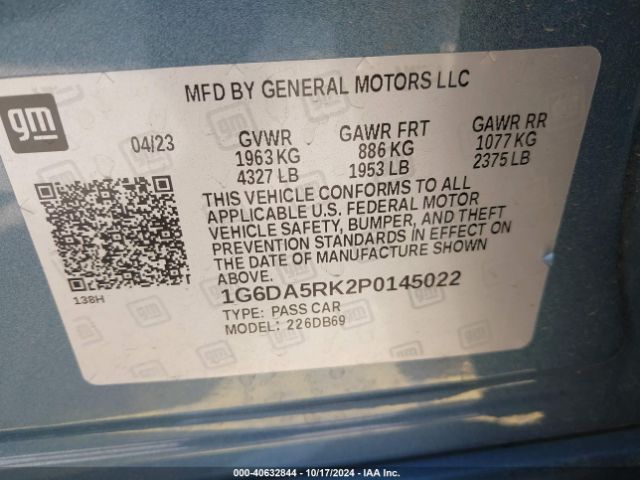 gm
MFD BY GENERAL MOTORS LLC
04/23
GVWR
1963 KG
4327 LB
GAWR FRT
886 KG
1953 LB
GAWR RR
1077 KG
2375 LB
THIS VEHICLE CONFORMS TO ALL
APPLICABLE U.S. FEDERAL MOTOR
VEHICLE SAFETY, BUMPER, AND THEFT
PREVENTION STANDARDS IN EFFECT ON
THE DATE OF MANUFACTURE SHOWN
ABOVE.
138H
1G6DA5RK2P0145022
TYPE: PASS CAR
MODEL: 226DB69
000-40632844 | 10/17/2024 | IAA Inc.